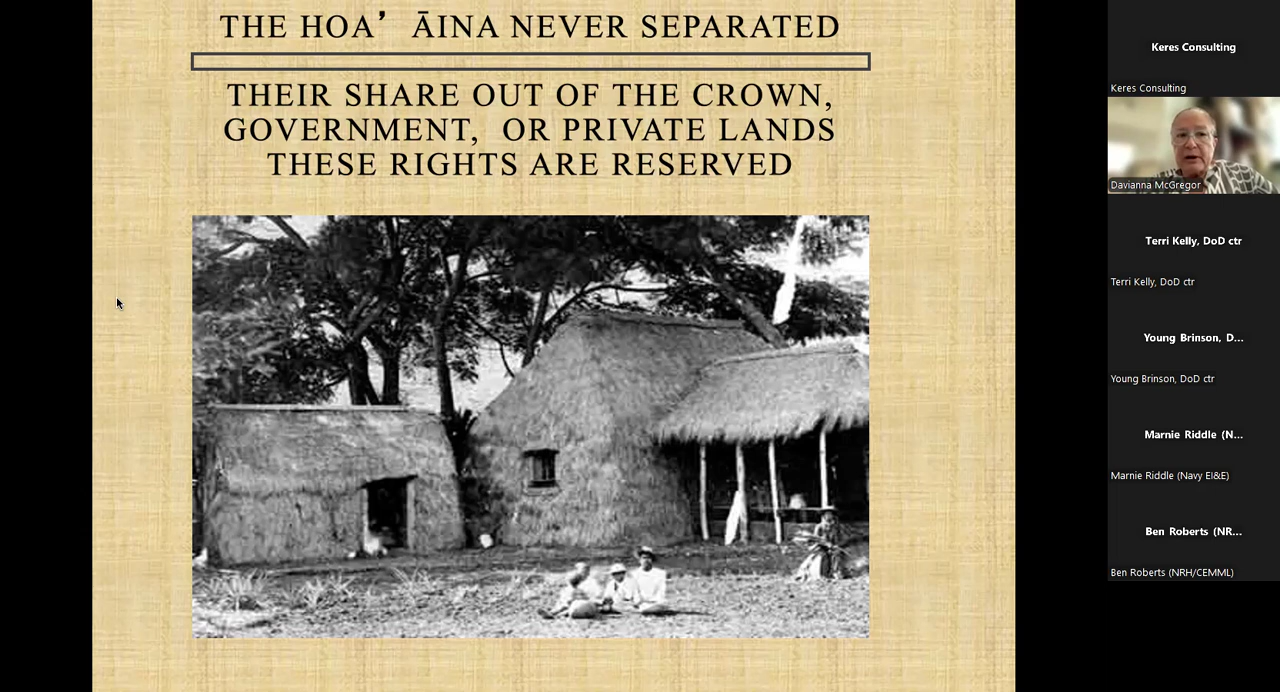 THE HOAʼ ĀINA NEVER SEPARATED
THEIR SHARE OUT OF THE CROWN,
GOVERNMENT, OR PRIVATE LANDS
THESE RIGHTS ARE RESERVED
Keres Consulting
Keres Consulting
Davianna McGregor
Terri Kelly, DoD ctr
Terri Kelly, DoD ctr
Young Brinson, D...
Young Brinson, DoD ctr
Marnie Riddle (N...
Marnie Riddle (Navy EI&E)
Ben Roberts (NR...
Ben Roberts (NRH/CEMML)